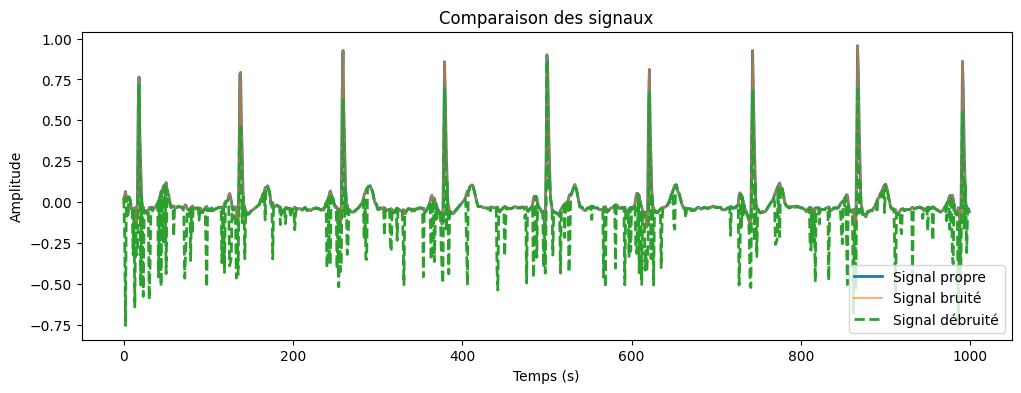 Comparaison des signaux
Amplitude
1.00
0.75
0.50
0.25
0.00
−0.25
−0.50
−0.75
0
200
400
600
800
1000
Temps (s)
Signal propre
Signal bruité
Signal débruité